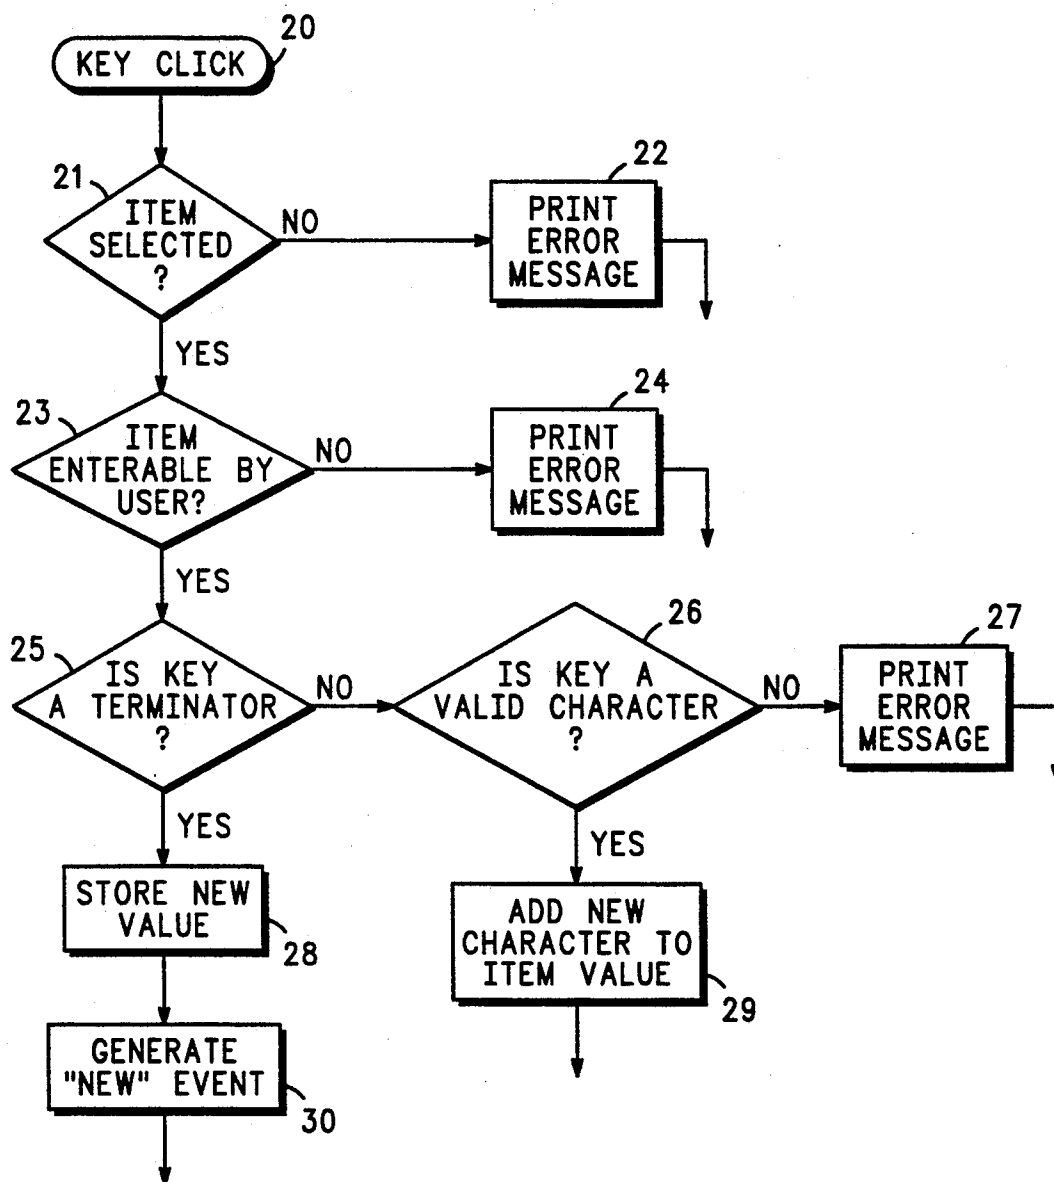 20
KEY CLICK
21
ITEM
SELECTED
?
NO
22
PRINT
ERROR
MESSAGE
YES
23
ITEM
ENTERABLE BY
USER?
NO
24
PRINT
ERROR
MESSAGE
YES
25
IS KEY
A TERMINATOR
?
NO
26
IS KEY A
VALID CHARACTER
?
NO
27
PRINT
ERROR
MESSAGE
YES
STORE NEW
VALUE
28
YES
ADD NEW
CHARACTER TO
ITEM VALUE
29
GENERATE
"NEW" EVENT
30